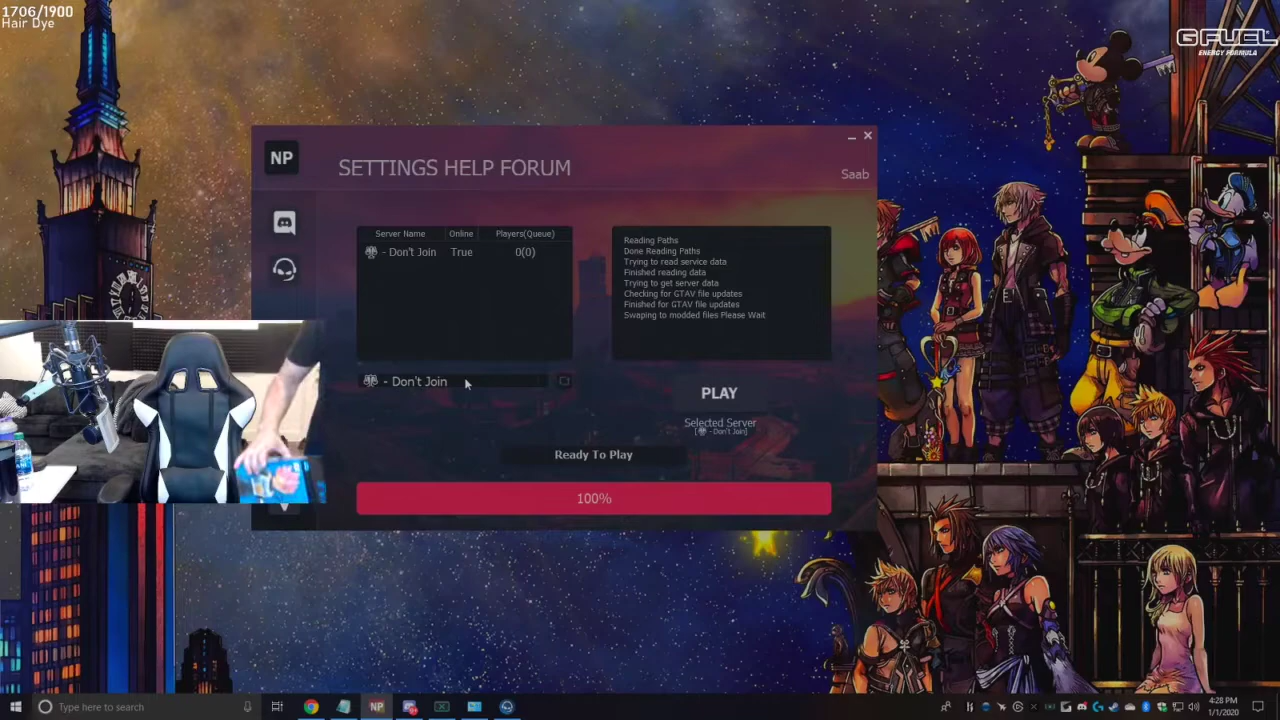 1706/1900
Hair Dye
G FUEL
ENERGY FORMULA
NP
SETTINGS HELP FORUM
Saab
Server Name Online Players(Queue)
- Don't Join True 0(0)
Reading Paths
Done Reading Paths
Trying to read service data
Finished reading data
Trying to get server data
Checking for GTAV file updates
Finished for GTAV file updates
Swaping to modded files Please Wait
- Don't Join
PLAY
Selected Server
[ - Don't Join]
Ready To Play
100%
Type here to search
NP
4:28 PM
1/1/2020